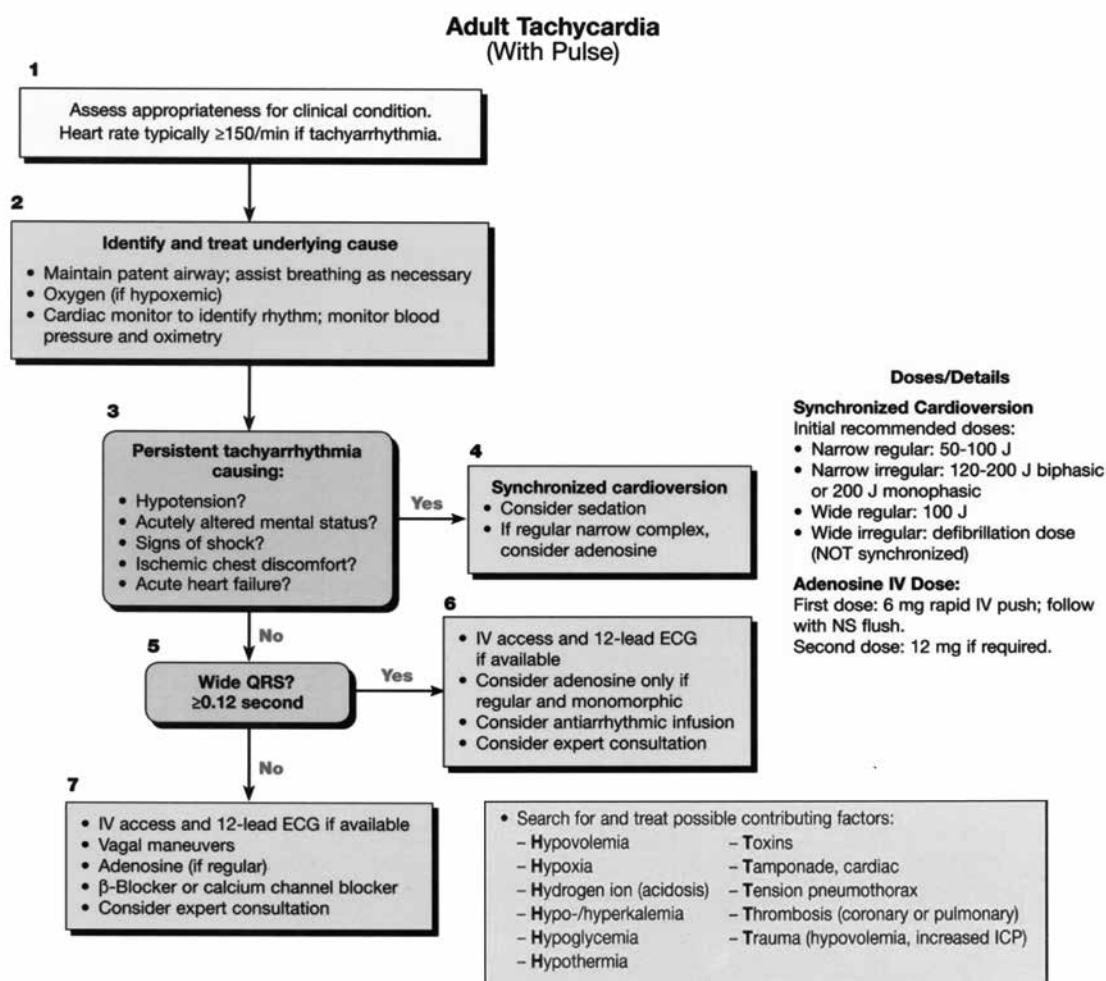 Adult Tachycardia
(With Pulse)
1
Assess appropriateness for clinical condition.
Heart rate typically ≥150/min if tachyarrhythmia.
2
Identify and treat underlying cause
• Maintain patent airway; assist breathing as necessary
• Oxygen (if hypoxemic)
• Cardiac monitor to identify rhythm; monitor blood
pressure and oximetry
3
Persistent tachyarrhythmia
causing:
• Hypotension?
• Acutely altered mental status?
• Signs of shock?
• Ischemic chest discomfort?
• Acute heart failure?
Yes
4
Synchronized cardioversion
• Consider sedation
• If regular narrow complex,
consider adenosine
Doses/Details
Synchronized Cardioversion
Initial recommended doses:
• Narrow regular: 50-100 J
• Narrow irregular: 120-200 J biphasic
or 200 J monophasic
• Wide regular: 100 J
• Wide irregular: defibrillation dose
(NOT synchronized)
Adenosine IV Dose:
First dose: 6 mg rapid IV push; follow
with NS flush.
Second dose: 12 mg if required.
No
5
Wide QRS?
≥0.12 second
Yes
6
• IV access and 12-lead ECG
if available
• Consider adenosine only if
regular and monomorphic
• Consider antiarrhythmic infusion
• Consider expert consultation
No
7
• IV access and 12-lead ECG if available
• Vagal maneuvers
• Adenosine (if regular)
• β-Blocker or calcium channel blocker
• Consider expert consultation
• Search for and treat possible contributing factors:
– Hypovolemia
– Hypoxia
– Hydrogen ion (acidosis)
– Hypo-/hyperkalemia
– Hypoglycemia
– Hypothermia
– Toxins
– Tamponade, cardiac
– Tension pneumothorax
– Thrombosis (coronary or pulmonary)
– Trauma (hypovolemia, increased ICP)